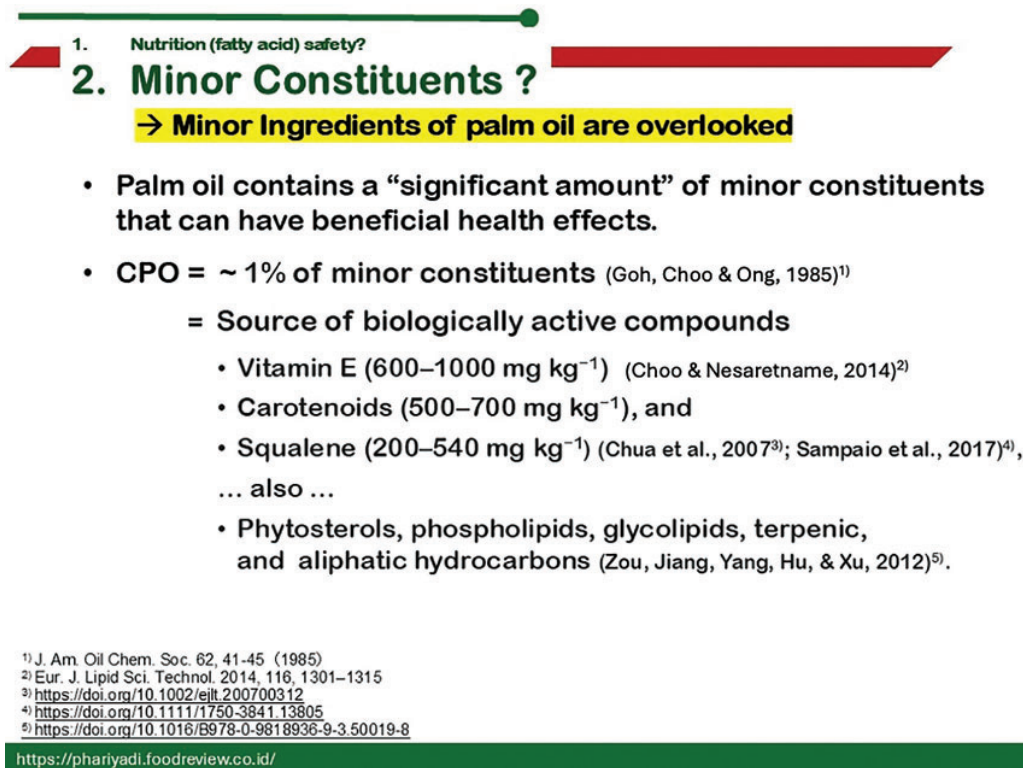 1. Nutrition (fatty acid) safety?
2. Minor Constituents ?
→ Minor Ingredients of palm oil are overlooked
• Palm oil contains a “significant amount” of minor constituents
that can have beneficial health effects.
• CPO = ~ 1% of minor constituents (Goh, Choo & Ong, 1985)¹⁾
= Source of biologically active compounds
• Vitamin E (600–1000 mg kg⁻¹) (Choo & Nesaretname, 2014)²⁾
• Carotenoids (500–700 mg kg⁻¹), and
• Squalene (200–540 mg kg⁻¹) (Chua et al., 2007³⁾; Sampaio et al., 2017)⁴⁾,
... also ...
• Phytosterols, phospholipids, glycolipids, terpenic,
and aliphatic hydrocarbons (Zou, Jiang, Yang, Hu, & Xu, 2012)⁵⁾.
¹⁾ J. Am. Oil Chem. Soc. 62, 41-45 (1985)
²⁾ Eur. J. Lipid Sci. Technol. 2014, 116, 1301–1315
³⁾ https://doi.org/10.1002/ejlt.200700312
⁴⁾ https://doi.org/10.1111/1750-3841.13805
⁵⁾ https://doi.org/10.1016/B978-0-9818936-9-3.50019-8
https://phariyadi.foodreview.co.id/